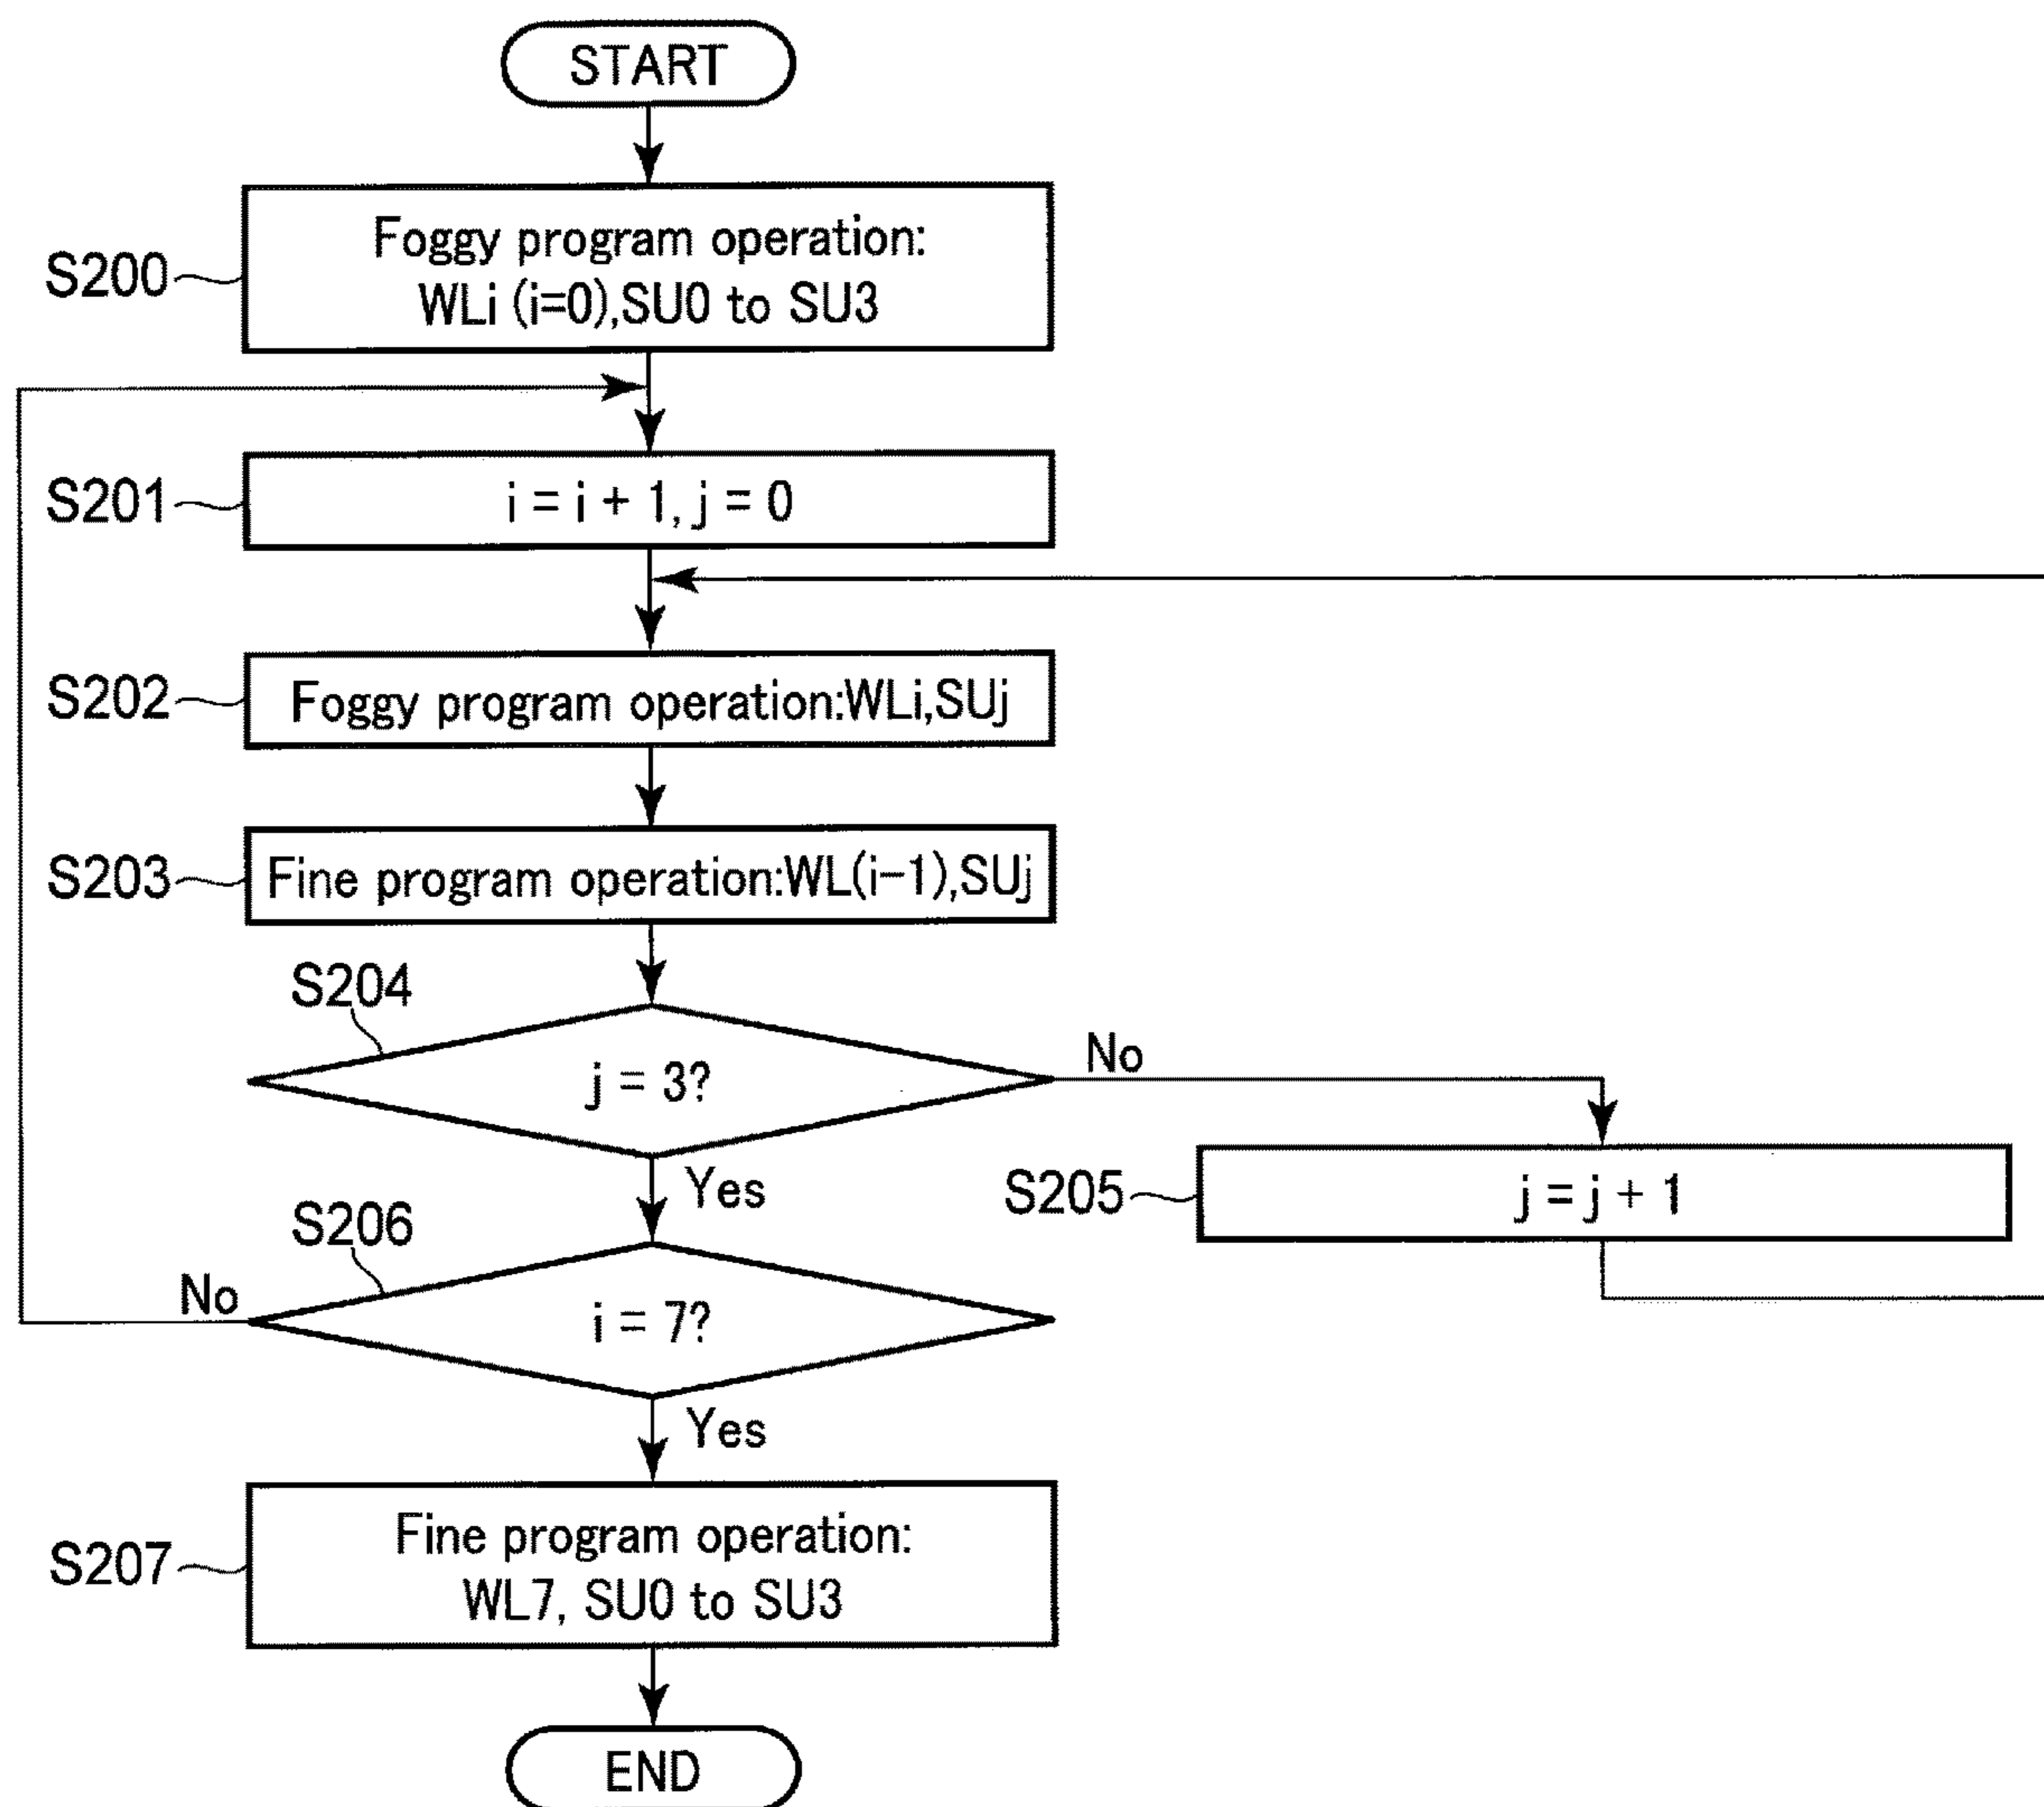 START
S200
Foggy program operation:
WLi (i=0),SU0 to SU3
S201
i = i + 1, j = 0
S202
Foggy program operation:WLi,SUj
S203
Fine program operation:WL(i-1),SUj
S204
j = 3?
No
Yes
S205
j = j + 1
S206
i = 7?
No
Yes
S207
Fine program operation:
WL7, SU0 to SU3
END